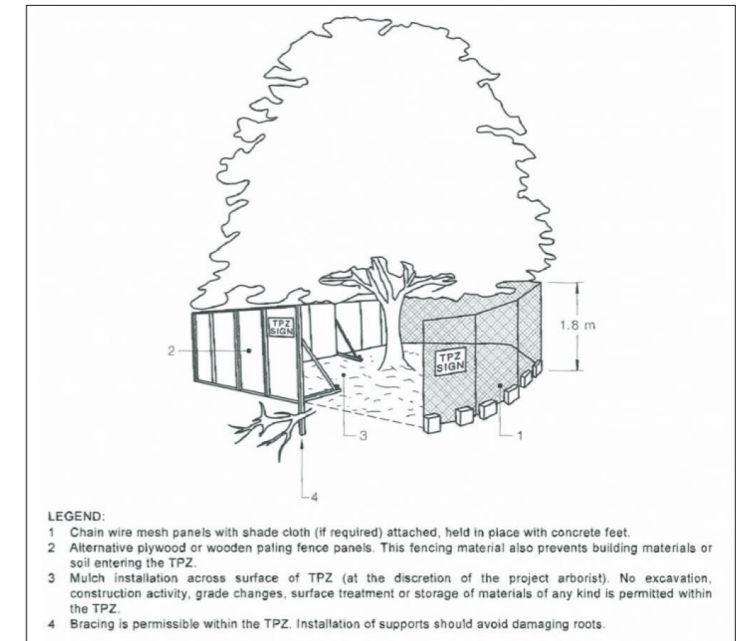 TPZ
SIGN
1.8 m
TPZ
SIGN
2
3
1
4
LEGEND:
1 Chain wire mesh panels with shade cloth (if required) attached, held in place with concrete feet.
2 Alternative plywood or wooden paling fence panels. This fencing material also prevents building materials or
soil entering the TPZ.
3 Mulch installation across surface of TPZ (at the discretion of the project arborist). No excavation,
construction activity, grade changes, surface treatment or storage of materials of any kind is permitted within
the TPZ.
4 Bracing is permissible within the TPZ. Installation of supports should avoid damaging roots.